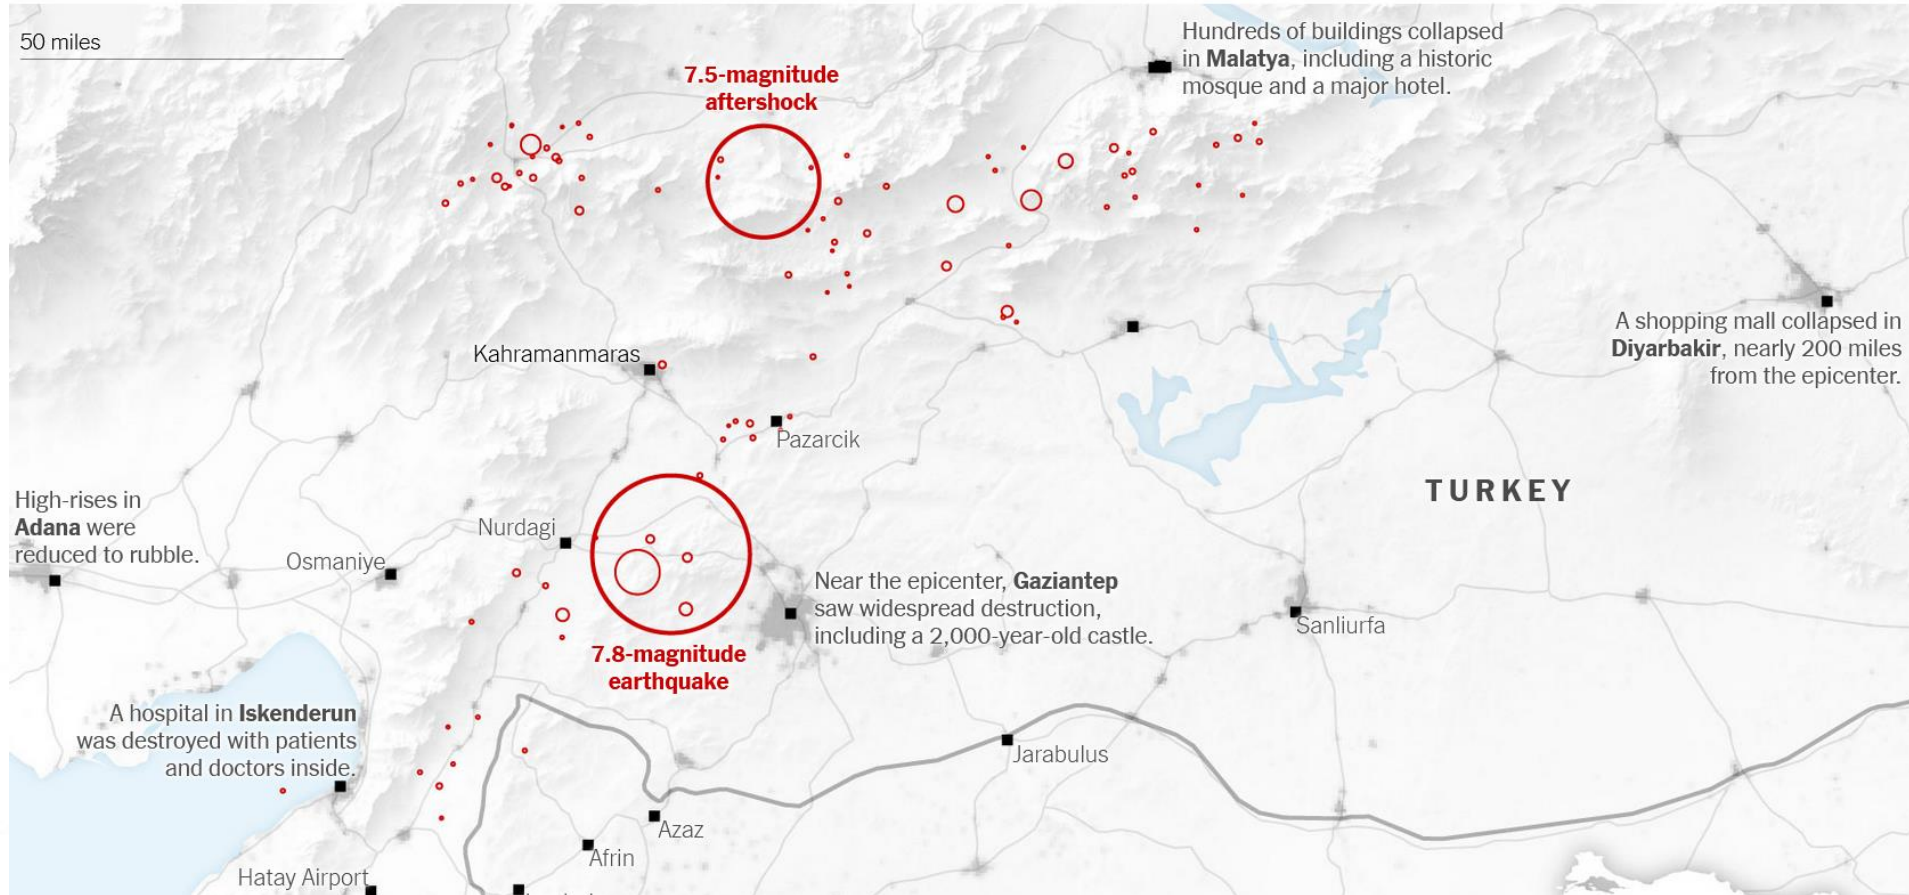 50 miles
7.5-magnitude
aftershock
Hundreds of buildings collapsed
in Malatya, including a historic
mosque and a major hotel.
A shopping mall collapsed in
Diyarbakir, nearly 200 miles
from the epicenter.
Kahramanmaras
Pazarcik
TURKEY
High-rises in
Adana were
reduced to rubble.
Nurdagi
Osmaniye
Near the epicenter, Gaziantep
saw widespread destruction,
including a 2,000-year-old castle.
Sanliurfa
7.8-magnitude
earthquake
A hospital in Iskenderun
was destroyed with patients
and doctors inside.
Jarabulus
Azaz
Afrin
Hatay Airport